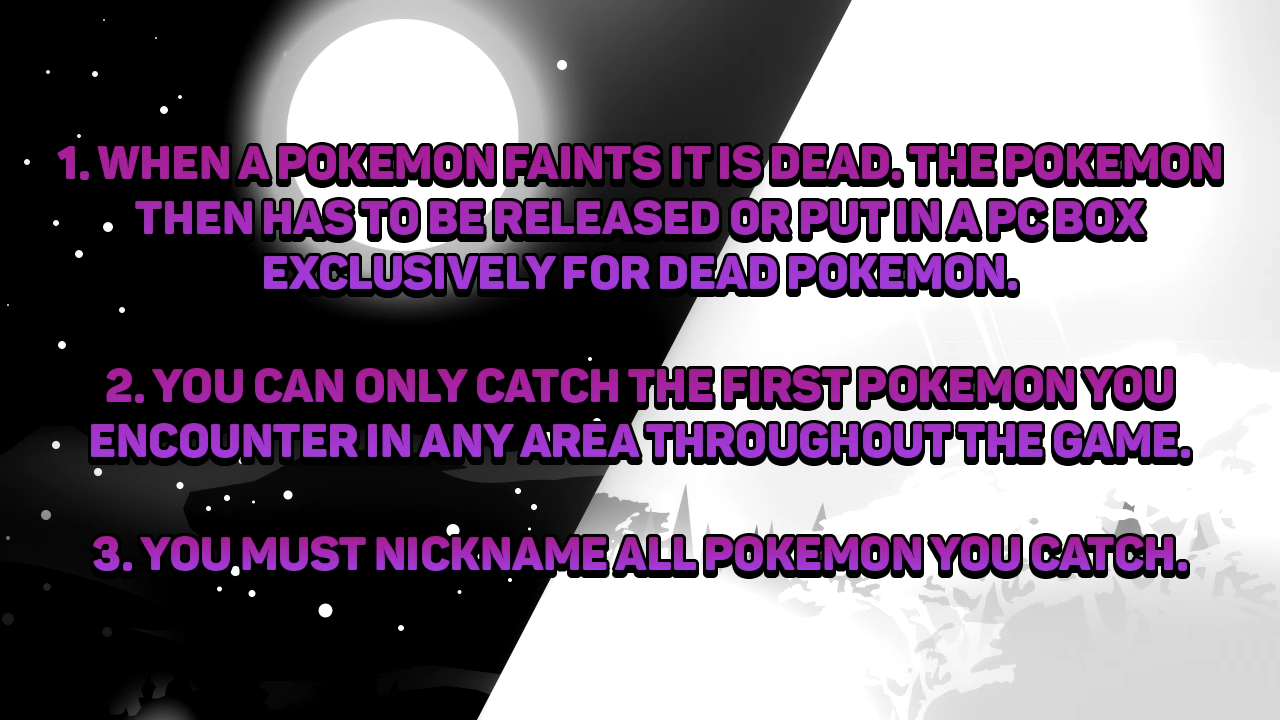 1. WHEN A POKEMON FAINTS IT IS DEAD. THE POKEMON
THEN HAS TO BE RELEASED OR PUT IN A PC BOX
EXCLUSIVELY FOR DEAD POKEMON.
2. YOU CAN ONLY CATCH THE FIRST POKEMON YOU
ENCOUNTER IN ANY AREA THROUGHOUT THE GAME.
3. YOU MUST NICKNAME ALL POKEMON YOU CATCH.